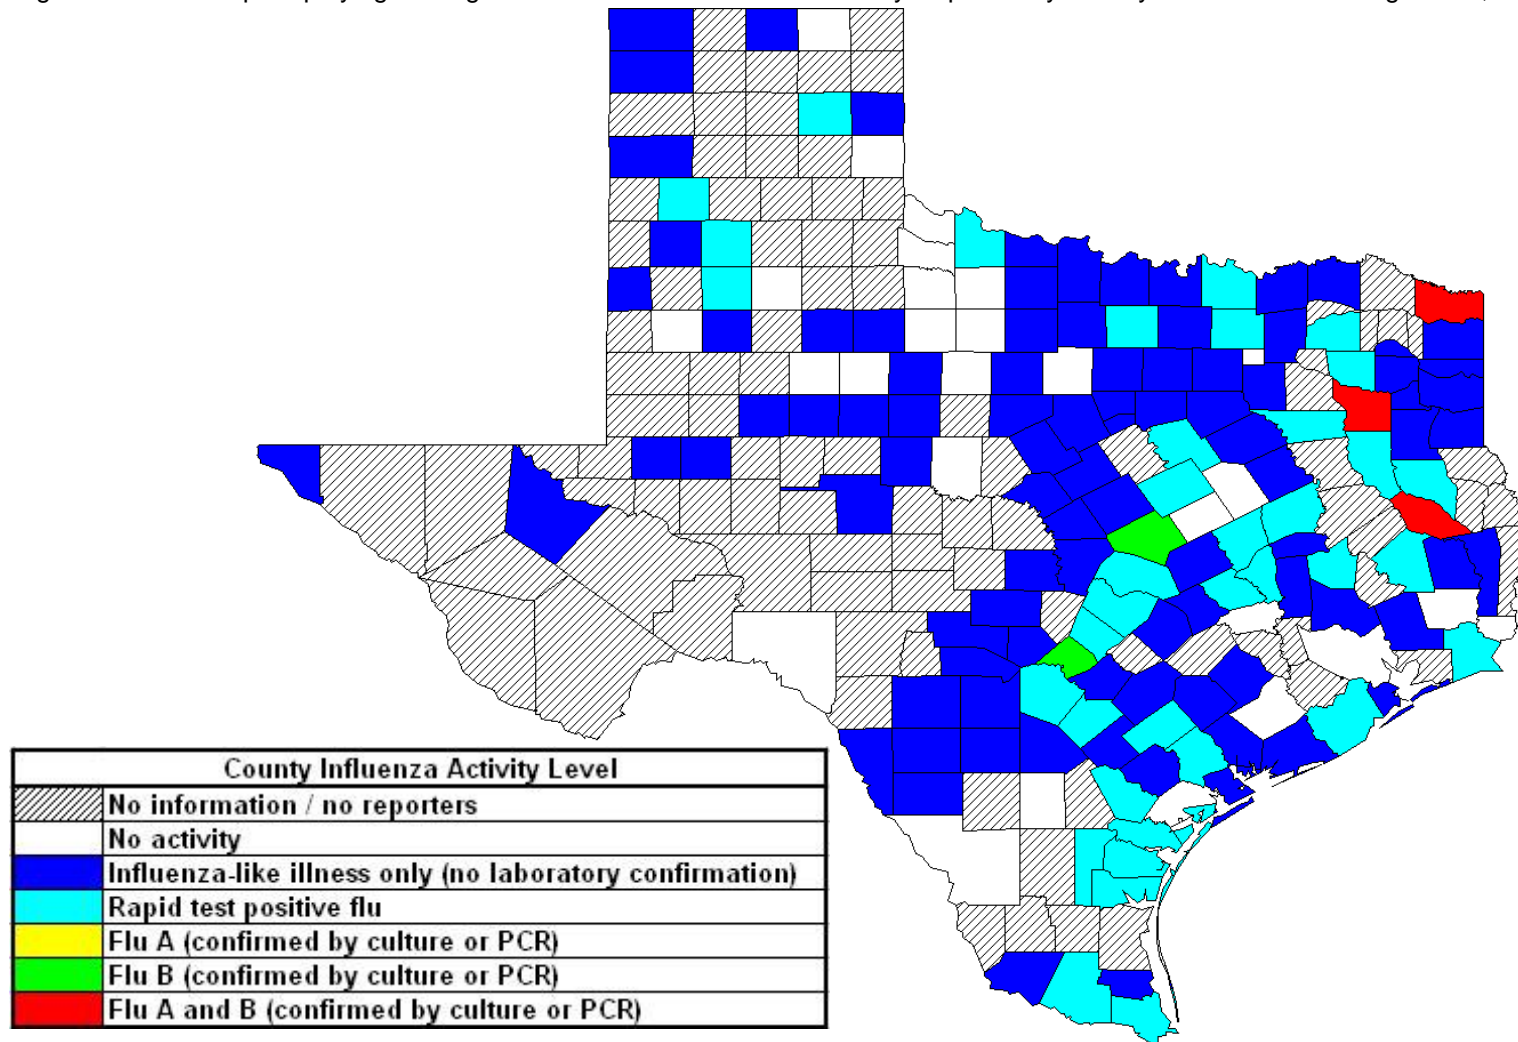 County Influenza Activity Level
No information / no reporters
No activity
Influenza-like illness only (no laboratory confirmation)
Rapid test positive flu
Flu A (confirmed by culture or PCR)
Flu B (confirmed by culture or PCR)
Flu A and B (confirmed by culture or PCR)